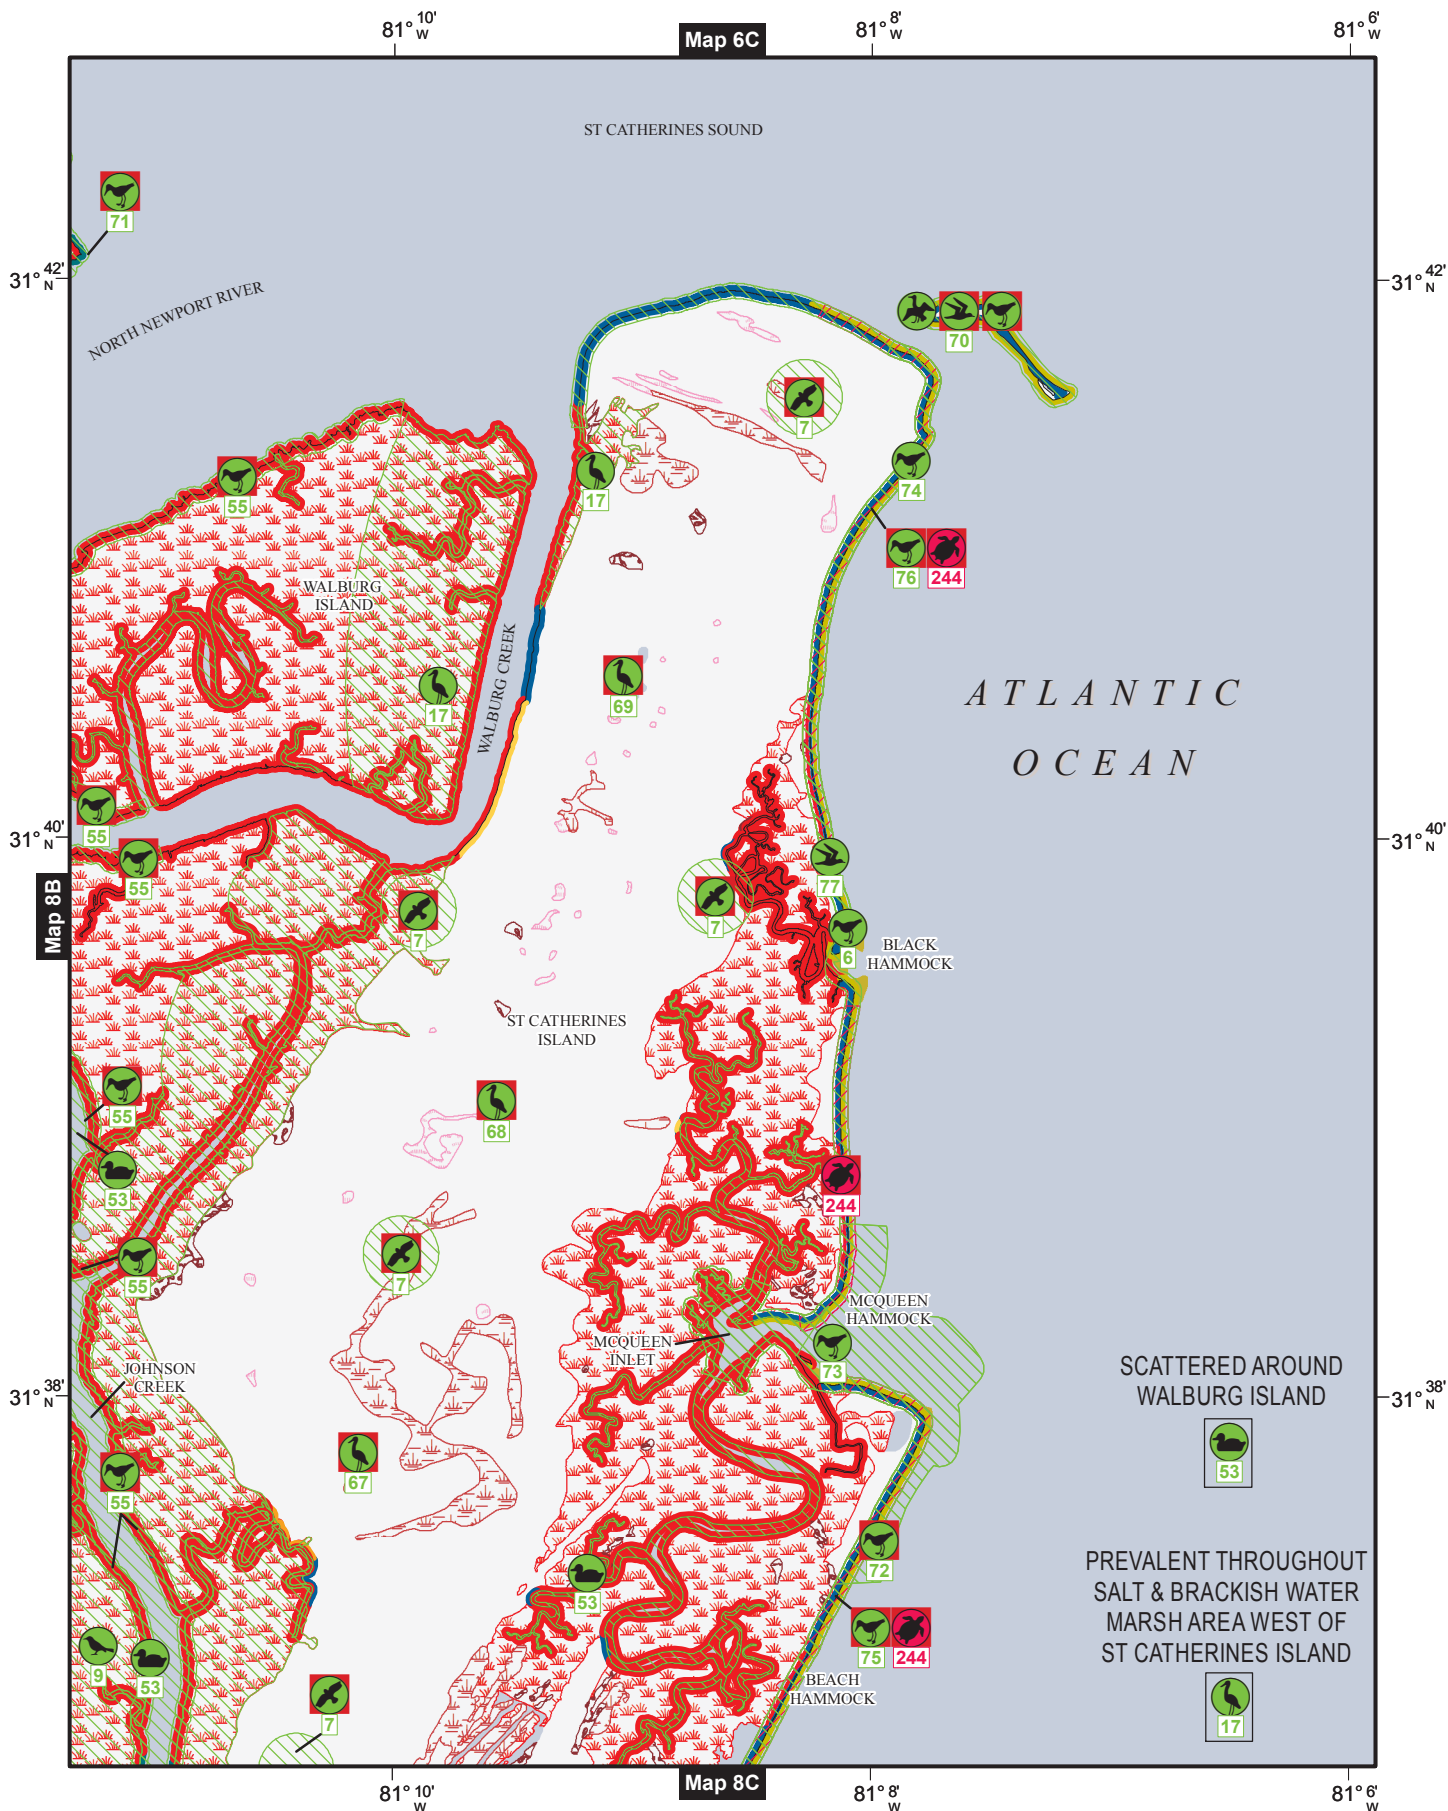 81° 10' W
Map 6C
81° 8' W
81° 6' W
ST CATHERINES SOUND
71
31° 42' N
31° 42' N
NORTH NEWPORT RIVER
70
7
74
55
17
76
244
WALBURG
ISLAND
WALBURG CREEK
17
69
ATLANTIC
OCEAN
55
31° 40' N
31° 40' N
55
77
Map 8B
7
7
6
BLACK
HAMMOCK
ST CATHERINES
ISLAND
55
68
53
244
55
7
MCQUEEN
HAMMOCK
MCQUEEN
INLET
73
JOHNSON
CREEK
SCATTERED AROUND
WALBURG ISLAND
53
31° 38' N
31° 38' N
67
55
72
53
PREVALENT THROUGHOUT
SALT & BRACKISH WATER
MARSH AREA WEST OF
ST CATHERINES ISLAND
17
75
244
9
53
BEACH
HAMMOCK
7
81° 10' W
Map 8C
81° 8' W
81° 6' W